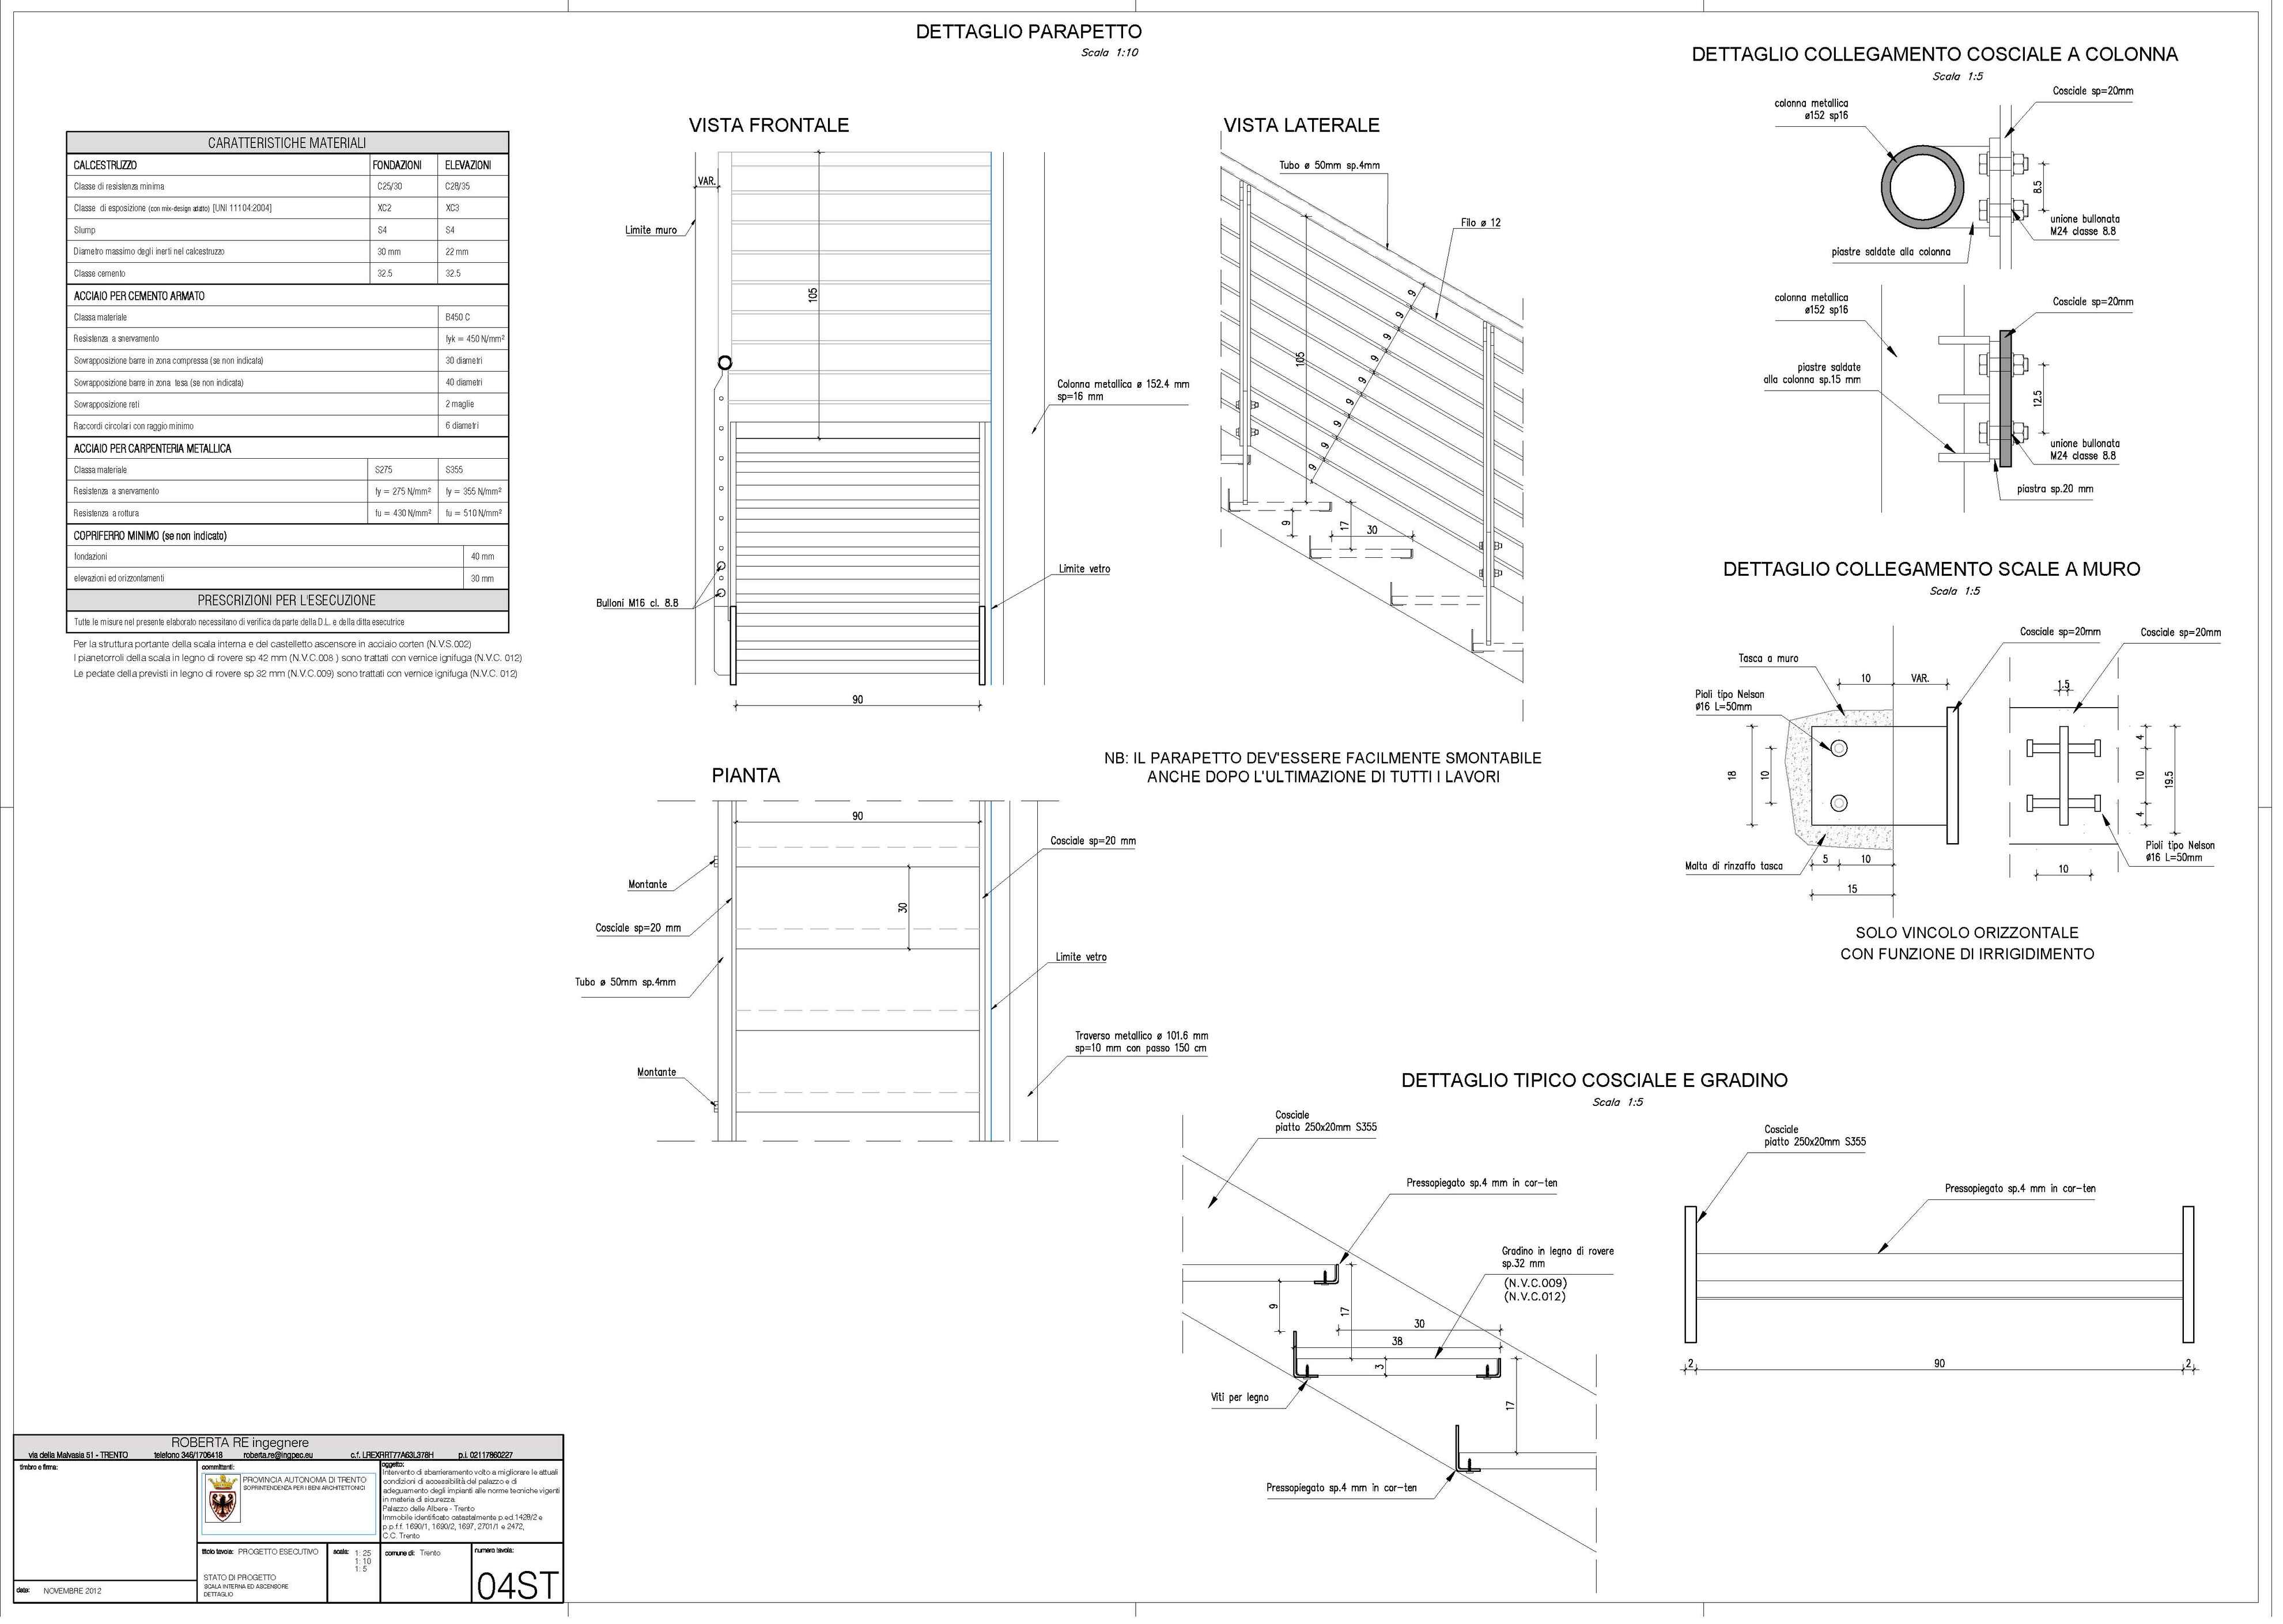 DETTAGLIO PARAPETTO
Scala 1:10
CARATTERISTICHE MATERIALI
CALCESTRUZZO FONDAZIONI ELEVAZIONI
Classe di resistenza minima C25/30 C28/35
Classe di esposizione (con mix-design adatto) [UNI 11104:2004] XC2 XC3
Slump S4 S4
Diametro massimo degli inerti nel calcestruzzo 30 mm 22 mm
Classe cemento 32.5 32.5
ACCIAIO PER CEMENTO ARMATO
Classa materiale B450 C
Resistenza a snervamento fyk = 450 N/mm²
Sovrapposizione barre in zona compressa (se non indicata) 30 diametri
Sovrapposizione barre in zona tesa (se non indicata) 40 diametri
Sovrapposizione reti 2 maglie
Raccordi circolari con raggio minimo 6 diametri
ACCIAIO PER CARPENTERIA METALLICA
Classa materiale S275 S355
Resistenza a snervamento fy = 275 N/mm² fy = 355 N/mm²
Resistenza a rottura fu = 430 N/mm² fu = 510 N/mm²
COPRIFERRO MINIMO (se non indicato)
fondazioni 40 mm
elevazioni ed orizzontamenti 30 mm
PRESCRIZIONI PER L'ESECUZIONE
Tutte le misure nel presente elaborato necessitano di verifica da parte della D.L. e della ditta esecutrice
Per la struttura portante della scala interna e del castelletto ascensore in acciaio corten (N.V.S.002)
I pianetorroli della scala in legno di rovere sp 42 mm (N.V.C.008 ) sono trattati con vernice ignifuga (N.V.C. 012)
Le pedate della previsti in legno di rovere sp 32 mm (N.V.C.009) sono trattati con vernice ignifuga (N.V.C. 012)
VISTA FRONTALE
VAR.
Limite muro
105
Colonna metallica ø 152.4 mm
sp=16 mm
Limite vetro
Bulloni M16 cl. 8.8
90
VISTA LATERALE
Tubo ø 50mm sp.4mm
Filo ø 12
105
9
9
9
9
9
9
9
9
9
9
17
30
NB: IL PARAPETTO DEV'ESSERE FACILMENTE SMONTABILE
ANCHE DOPO L'ULTIMAZIONE DI TUTTI I LAVORI
PIANTA
90
Cosciale sp=20 mm
Montante
30
Cosciale sp=20 mm
Limite vetro
Tubo ø 50mm sp.4mm
Traverso metallico ø 101.6 mm
sp=10 mm con passo 150 cm
Montante
DETTAGLIO COLLEGAMENTO COSCIALE A COLONNA
Scala 1:5
Cosciale sp=20mm
colonna metallica
ø152 sp16
8.5
unione bullonata
M24 classe 8.8
piastre saldate alla colonna
colonna metallica
ø152 sp16
Cosciale sp=20mm
piastre saldate
alla colonna sp.15 mm
12.5
unione bullonata
M24 classe 8.8
piastra sp.20 mm
DETTAGLIO COLLEGAMENTO SCALE A MURO
Scala 1:5
Cosciale sp=20mm
Cosciale sp=20mm
Tasca a muro
10 VAR.
1.5
Pioli tipo Nelson
Ø16 L=50mm
18
10
4
10
4
19.5
Pioli tipo Nelson
Ø16 L=50mm
Malta di rinzaffo tasca
5 10
10
15
SOLO VINCOLO ORIZZONTALE
CON FUNZIONE DI IRRIGIDIMENTO
DETTAGLIO TIPICO COSCIALE E GRADINO
Scala 1:5
Cosciale
piatto 250x20mm S355
Pressopiegato sp.4 mm in cor-ten
Gradino in legno di rovere
sp.32 mm
(N.V.C.009)
(N.V.C.012)
9
17
30
38
3
Viti per legno
17
Pressopiegato sp.4 mm in cor-ten
Cosciale
piatto 250x20mm S355
Pressopiegato sp.4 mm in cor-ten
2 90 2
ROBERTA RE ingegnere
via della Malvasia 51 - TRENTO telefono 346/1706418 roberta.re@ingpec.eu c.f. LREXRRT77A63L378H p.i. 02117860227
timbro e firma:
committenti:
PROVINCIA AUTONOMA DI TRENTO
SOPRINTENDENZA PER I BENI ARCHITETTONICI
oggetto:
Intervento di sbarrieramento volto a migliorare le attuali
condizioni di accessibilità del palazzo e di
adeguamento degli impianti alle norme tecniche vigenti
in materia di sicurezza.
Palazzo delle Albere - Trento
Immobile identificato catastalmente p.ed.1428/2 e
p.p.f.f. 1690/1, 1690/2, 1697, 2701/1 e 2472,
C.C. Trento
titolo tavola: PROGETTO ESECUTIVO
STATO DI PROGETTO
SCALA INTERNA ED ASCENSORE
DETTAGLIO
scala: 1: 25
1: 10
1: 5
comune di: Trento
numero tavola:
04ST
data: NOVEMBRE 2012